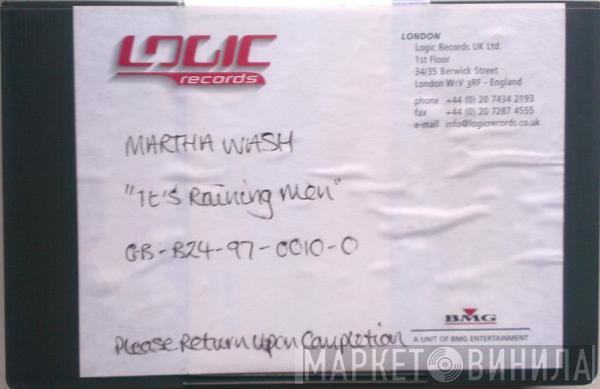 LOGIC
records
LONDON
Logic Records UK Ltd.
1st Floor
34/35 Berwick Street
London W1V 3RF - England
phone +44 (0) 20 7434 2193
fax +44 (0) 20 7287 4555
e-mail info@logicrecords.co.uk
MARTHA WASH
"It's Raining Men"
GB-B24-97-0010-0
Please Return Upon Completion
BMG
A UNIT OF BMG ENTERTAINMENT
МАРКЕТ ВИНИЛА